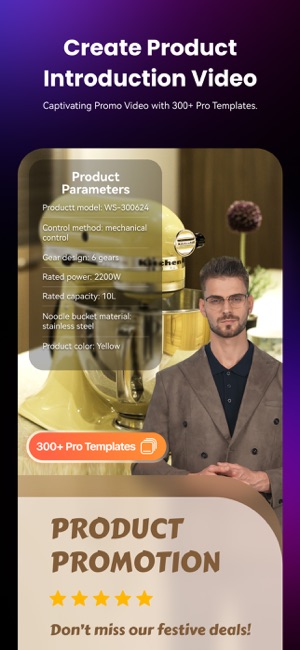 Create Product
Introduction Video
Captivating Promo Video with 300+ Pro Templates.
Product
Parameters
Productt model: WS-300624
Control method: mechanical
control
Gear design: 6 gears
Rated power: 2200W
Rated capacity: 10L
Noodle bucket material:
stainless steel
Product color: Yellow
Kitchen
300+ Pro Templates
PRODUCT
PROMOTION
Don't miss our festive deals!